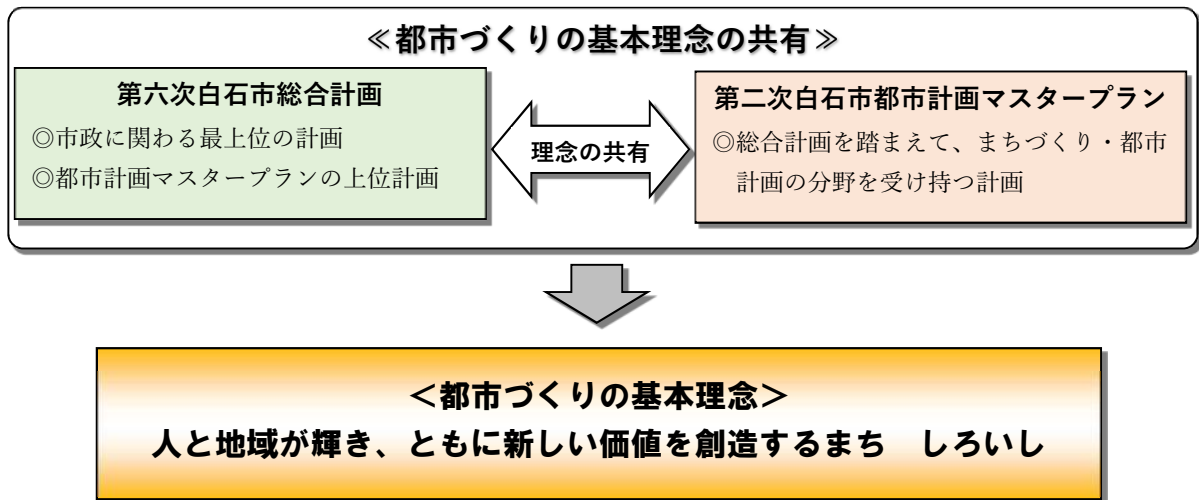 ≪都市づくりの基本理念の共有≫
第六次白石市総合計画
◎市政に関わる最上位の計画
◎都市計画マスタープランの上位計画
理念の共有
第二次白石市都市計画マスタープラン
◎総合計画を踏まえて、まちづくり・都市
計画の分野を受け持つ計画
＜都市づくりの基本理念＞
人と地域が輝き、ともに新しい価値を創造するまち　しろいし